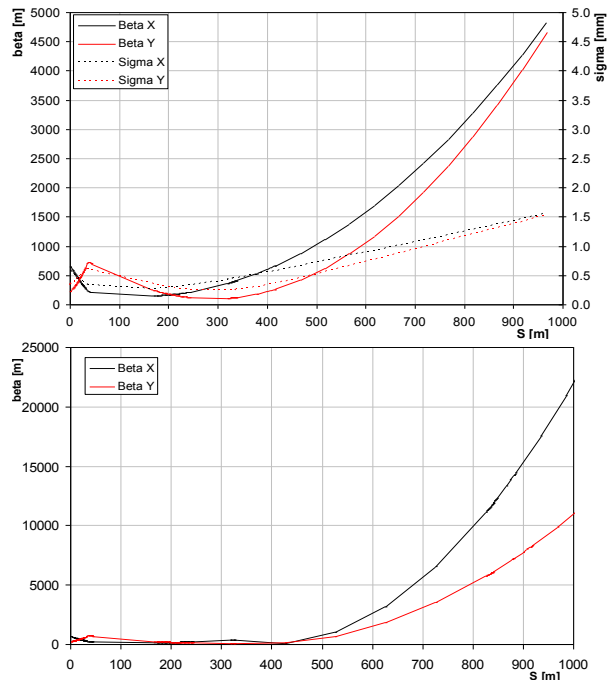 beta [m]
sigma [mm]
Beta X
Beta Y
Sigma X
Sigma Y
5000 5.0
4500 4.5
4000 4.0
3500 3.5
3000 3.0
2500 2.5
2000 2.0
1500 1.5
1000 1.0
500 0.5
0 0.0
0 100 200 300 400 500 600 700 800 900 1000
S [m]
beta [m]
Beta X
Beta Y
25000
20000
15000
10000
5000
0
0 100 200 300 400 500 600 700 800 900 1000
S [m]